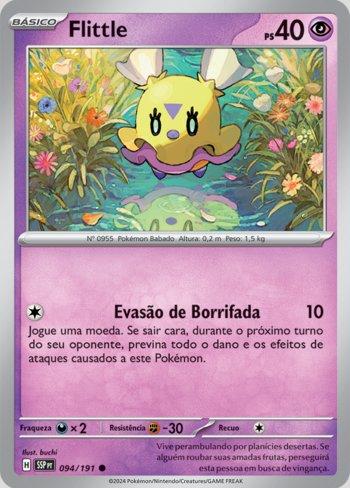 BÁSICO
Flittle
PS 40
Nº 0955 Pokémon Babado Altura: 0,2 m Peso: 1,5 kg
Evasão de Borrifada 10
Jogue uma moeda. Se sair cara, durante o próximo turno
do seu oponente, previna todo o dano e os efeitos de
ataques causados a este Pokémon.
Fraqueza x2 Resistência -30 Recuo
Ilust. buchi
H SSP PT 094/191
Vive perambulando por planícies desertas. Se
alguém roubar suas amadas frutas, perseguirá
esta pessoa em busca de vingança.
©2024 Pokémon/Nintendo/Creatures/GAME FREAK